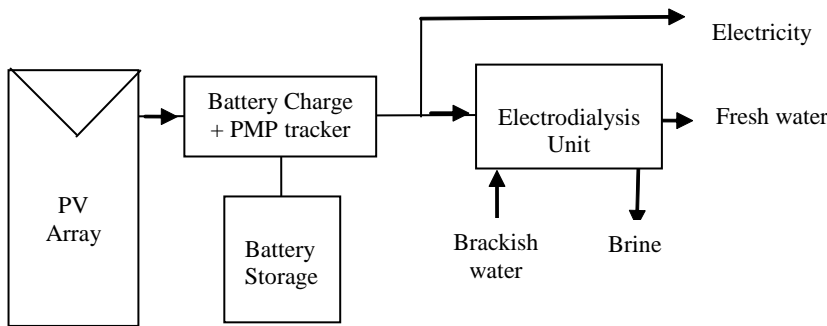 Electricity
Battery Charge
+ PMP tracker
Electrodialysis
Unit
Fresh water
PV
Array
Battery
Storage
Brackish
water
Brine